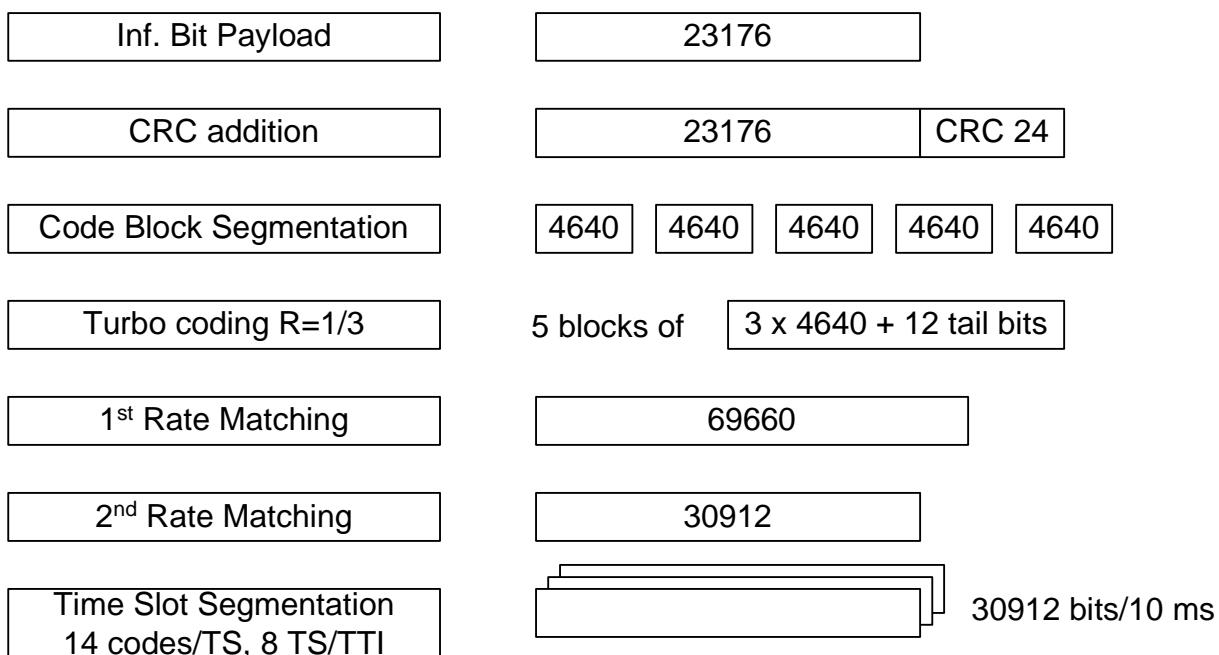 Inf. Bit Payload
23176
CRC addition
23176
CRC 24
Code Block Segmentation
4640
4640
4640
4640
4640
Turbo coding R=1/3
5 blocks of
3 x 4640 + 12 tail bits
1st Rate Matching
69660
2nd Rate Matching
30912
Time Slot Segmentation
14 codes/TS, 8 TS/TTI
30912 bits/10 ms